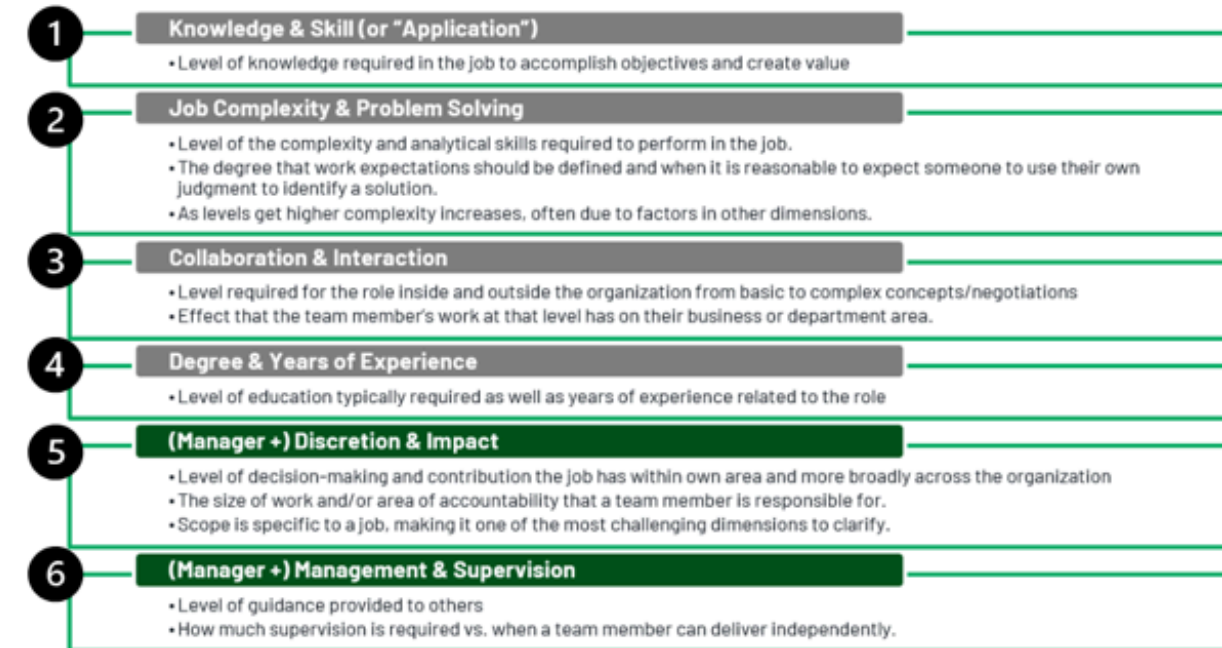 1
Knowledge & Skill (or “Application”)
• Level of knowledge required in the job to accomplish objectives and create value
2
Job Complexity & Problem Solving
• Level of the complexity and analytical skills required to perform in the job.
• The degree that work expectations should be defined and when it is reasonable to expect someone to use their own
judgment to identify a solution.
• As levels get higher complexity increases, often due to factors in other dimensions.
3
Collaboration & Interaction
• Level required for the role inside and outside the organization from basic to complex concepts/negotiations
• Effect that the team member's work at that level has on their business or department area.
4
Degree & Years of Experience
• Level of education typically required as well as years of experience related to the role
5
(Manager +) Discretion & Impact
• Level of decision-making and contribution the job has within own area and more broadly across the organization
• The size of work and/or area of accountability that a team member is responsible for.
• Scope is specific to a job, making it one of the most challenging dimensions to clarify.
6
(Manager +) Management & Supervision
• Level of guidance provided to others
• How much supervision is required vs. when a team member can deliver independently.